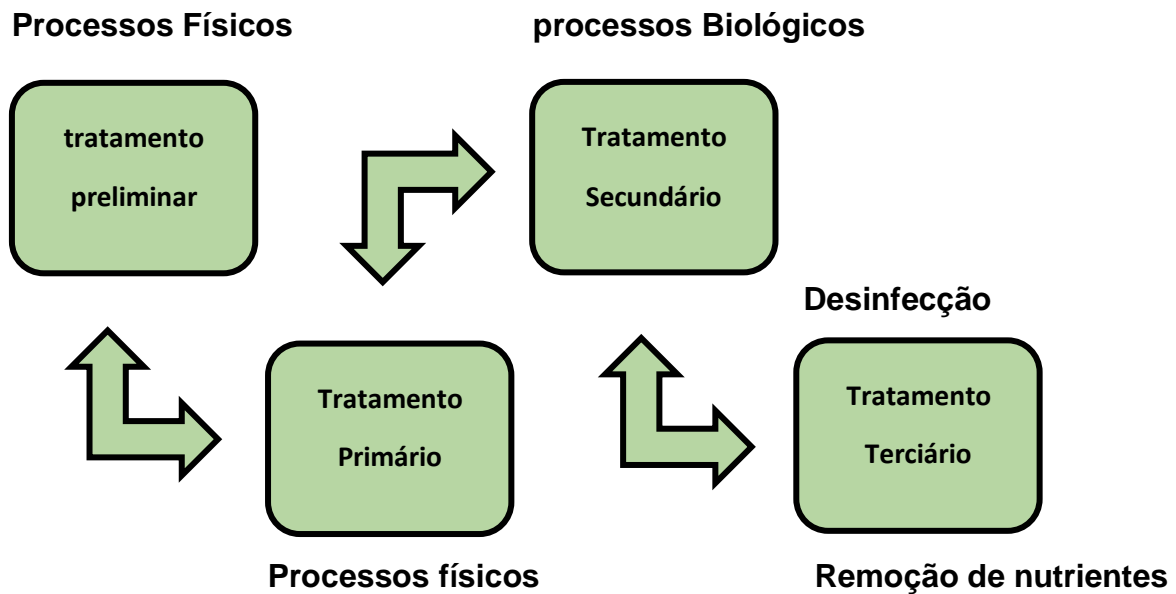 Processos Físicos
processos Biológicos
tratamento
preliminar
Tratamento
Secundário
Desinfecção
Tratamento
Primário
Tratamento
Terciário
Processos físicos
Remoção de nutrientes